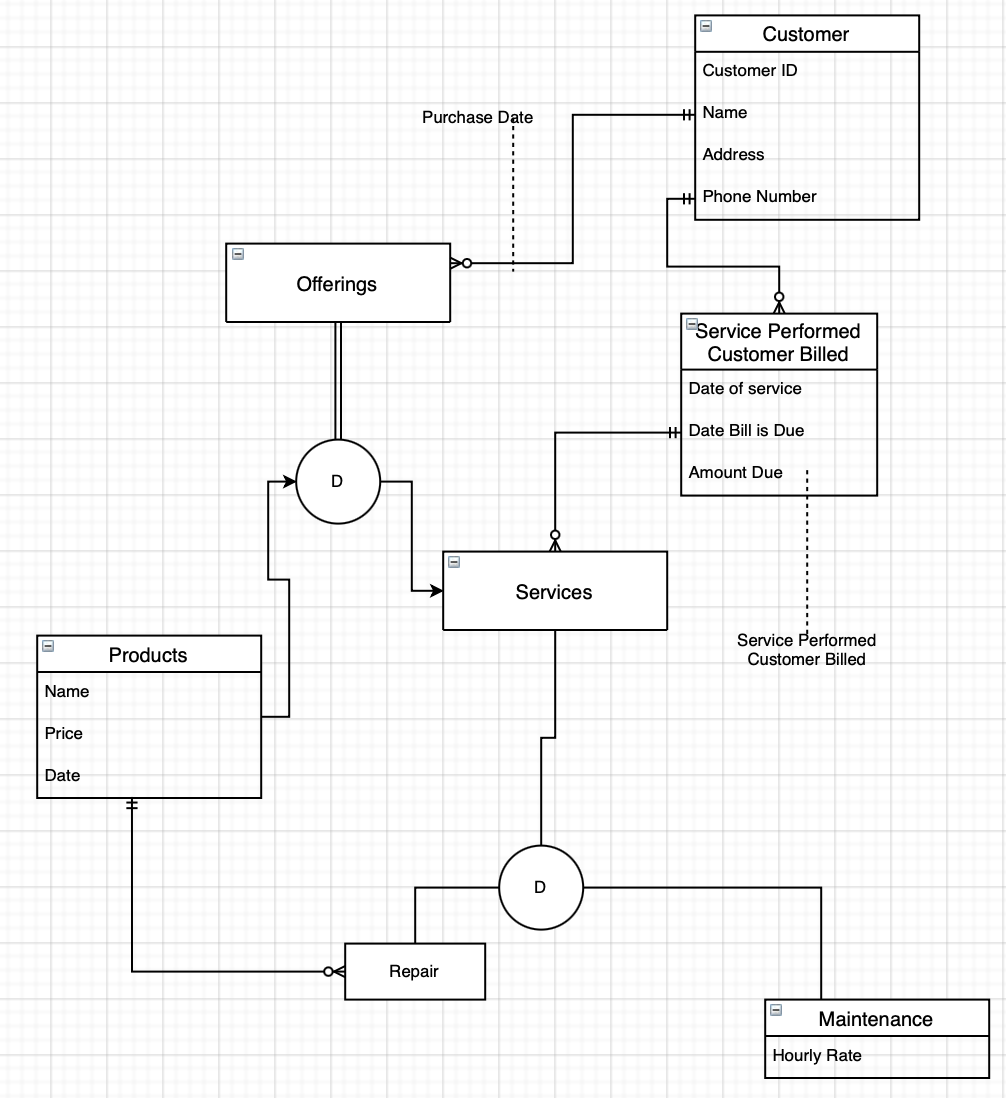 Customer
Customer ID
Name
Address
Phone Number
Purchase Date
Offerings
Service Performed
Customer Billed
Date of service
Date Bill is Due
Amount Due
D
Services
Service Performed
Customer Billed
Products
Name
Price
Date
D
Repair
Maintenance
Hourly Rate